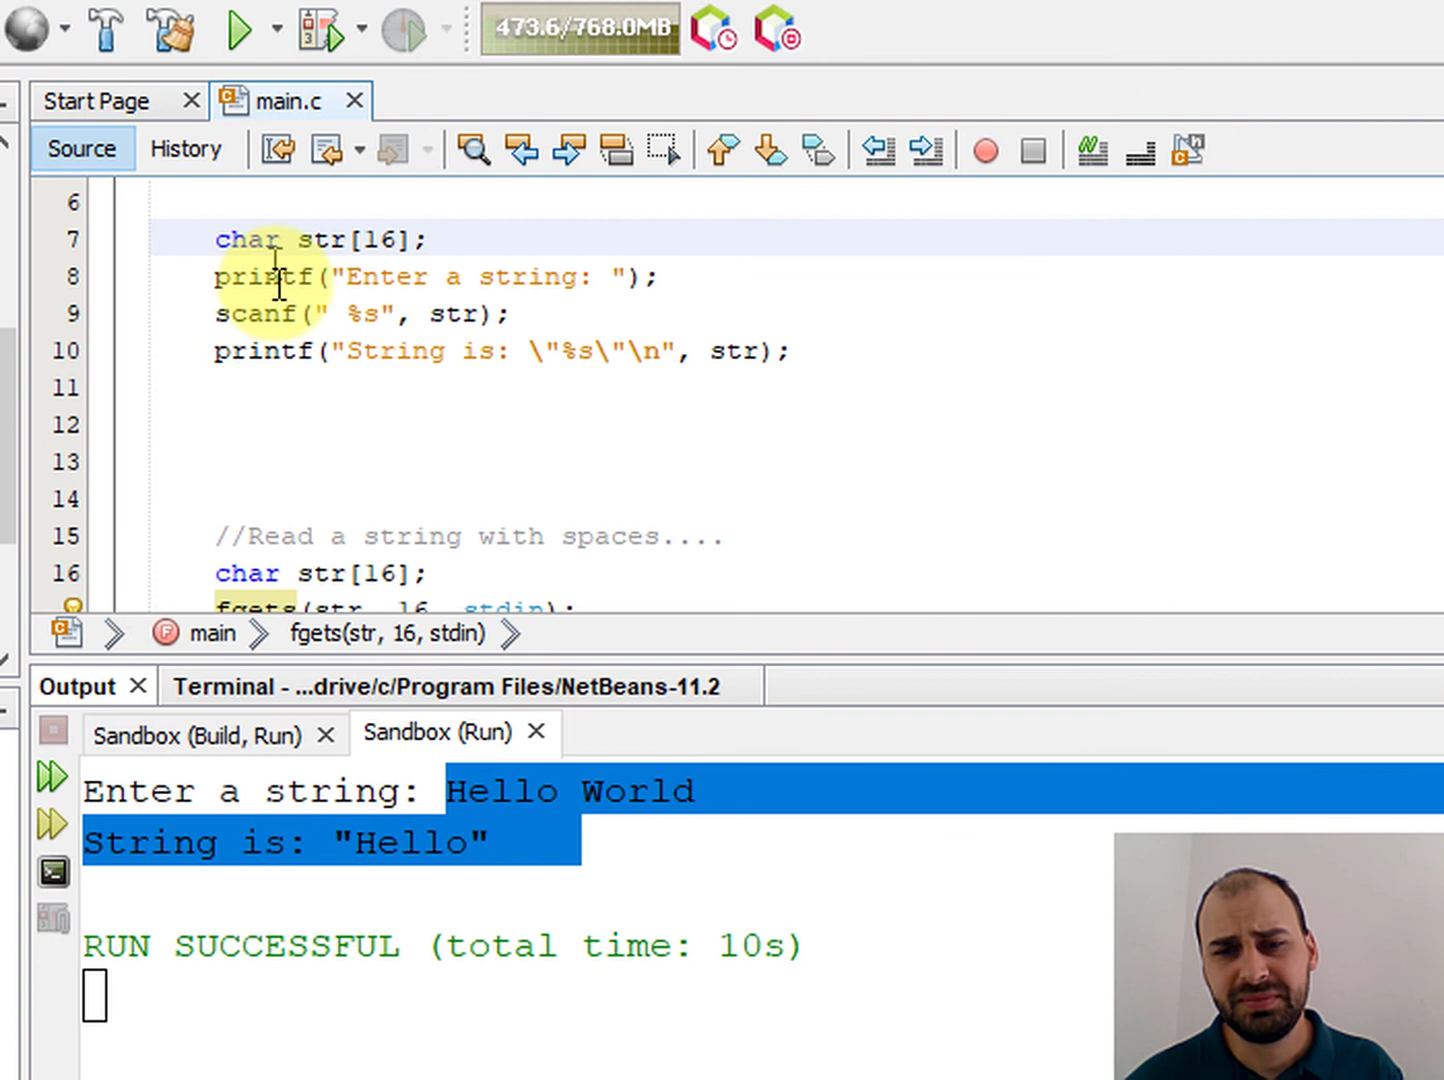 473.6/768.0MB
Start Page
main.c
Source
History
6
7 char str[16];
8 printf("Enter a string: ");
9 scanf(" %s", str);
10 printf("String is: \"%s\"\n", str);
11
12
13
14
15 //Read a string with spaces....
16 char str[16];
fgets(str, 16, stdin);
main
fgets(str, 16, stdin)
Output
Terminal - ...drive/c/Program Files/NetBeans-11.2
Sandbox (Build, Run)
Sandbox (Run)
Enter a string: Hello World
String is: "Hello"
RUN SUCCESSFUL (total time: 10s)